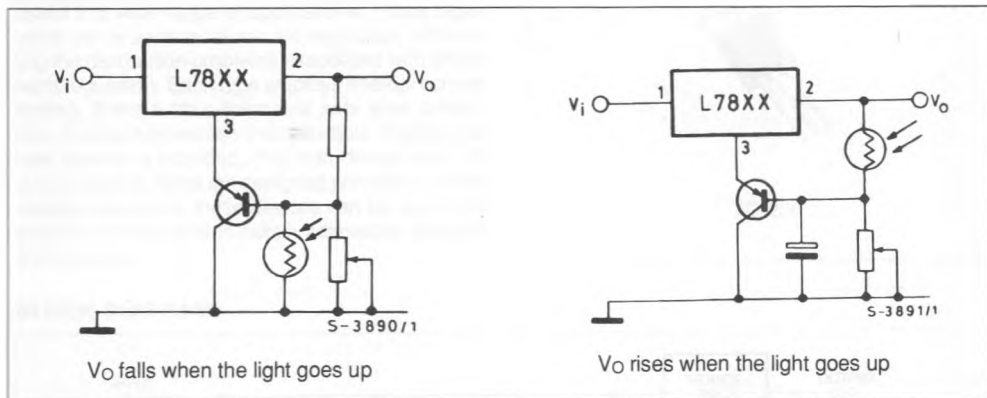 1
2
Vi
L78XX
VO
3
S-3890/1
VO falls when the light goes up
1
2
Vi
L78XX
VO
3
S-3891/1
VO rises when the light goes up